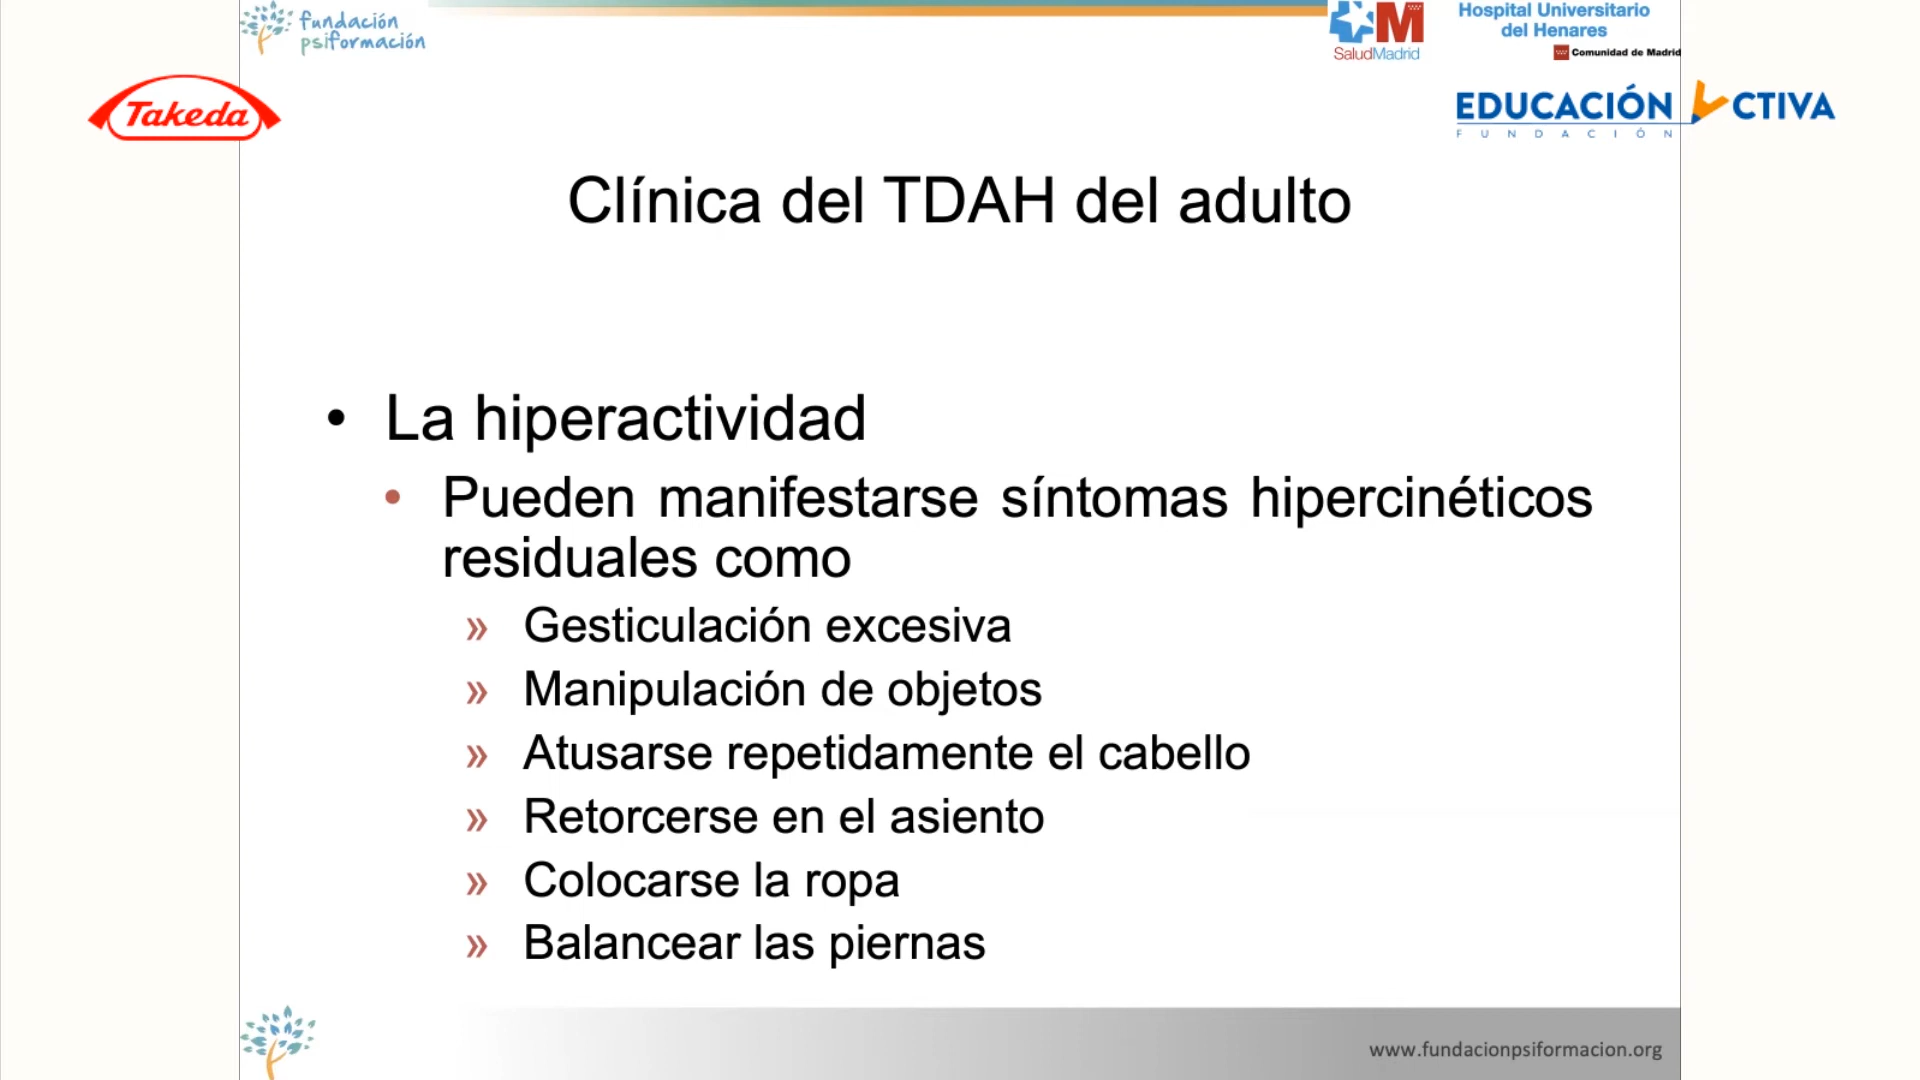 fundación
psiformación
SaludMadrid
Hospital Universitario
del Henares
Comunidad de Madrid
Takeda
EDUCACIÓN ACTIVA
FUNDACIÓN
Clínica del TDAH del adulto
• La hiperactividad
• Pueden manifestarse síntomas hipercinéticos
residuales como
» Gesticulación excesiva
» Manipulación de objetos
» Atusarse repetidamente el cabello
» Retorcerse en el asiento
» Colocarse la ropa
» Balancear las piernas
www.fundacionpsiformacion.org